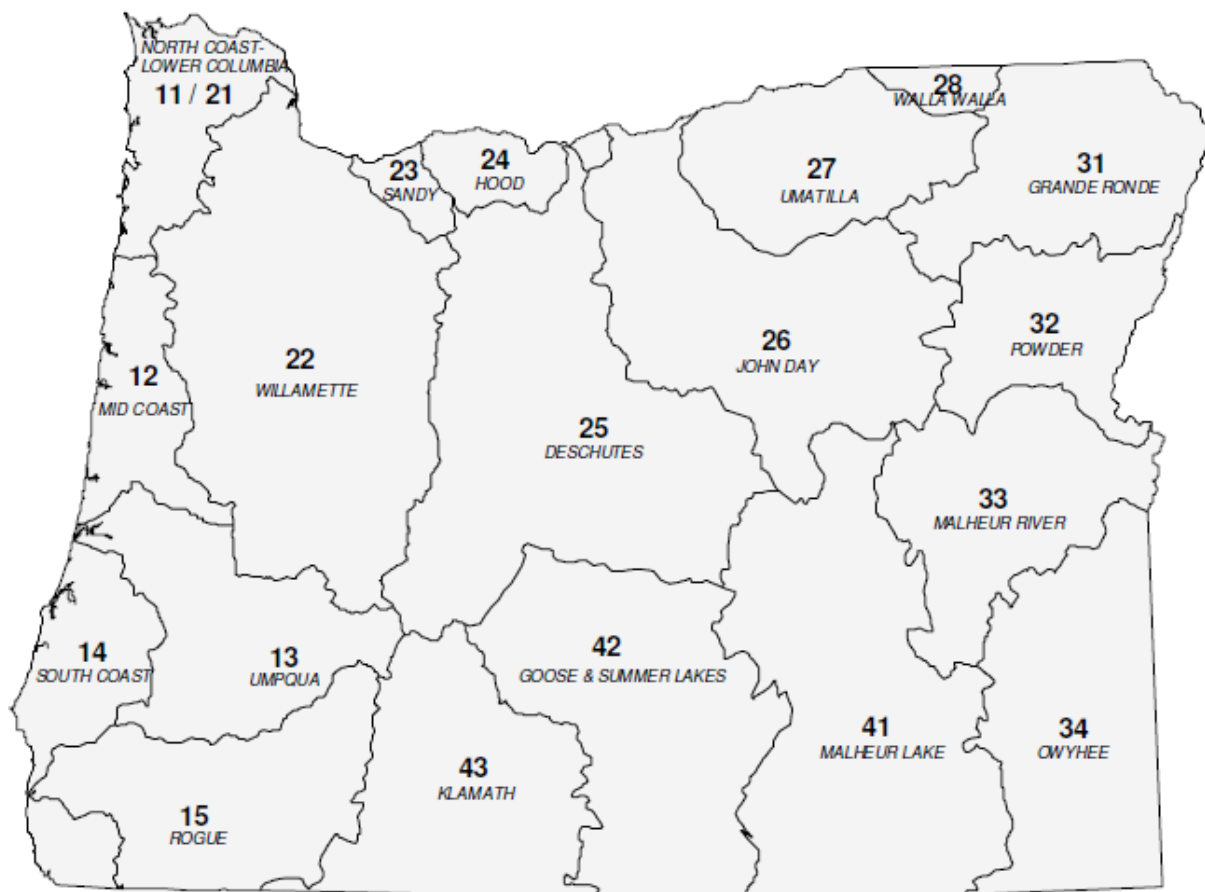 NORTH COAST-
LOWER COLUMBIA
11 / 21
28
WALLA WALLA
23
SANDY
24
HOOD
27
UMATILLA
31
GRANDE RONDE
12
MID COAST
22
WILLAMETTE
26
JOHN DAY
32
POWDER
25
DESCHUTES
33
MALHEUR RIVER
14
SOUTH COAST
13
UMPQUA
42
GOOSE & SUMMER LAKES
41
MALHEUR LAKE
34
OWYHEE
43
KLAMATH
15
ROGUE